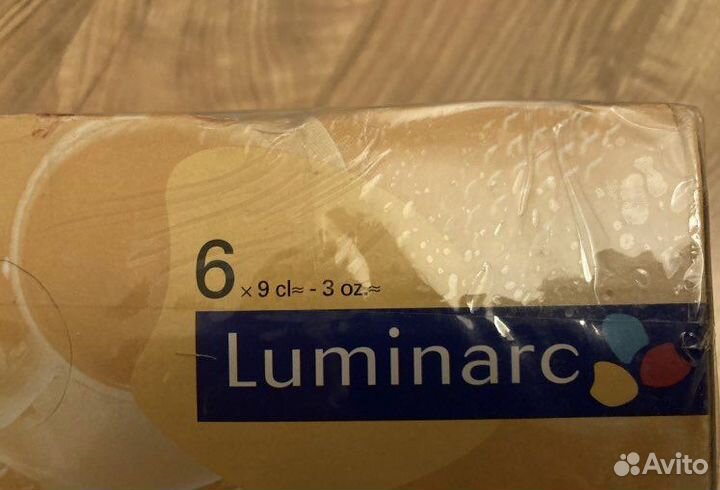 6 × 9 cl≈ - 3 oz.≈
Luminarc
Avito